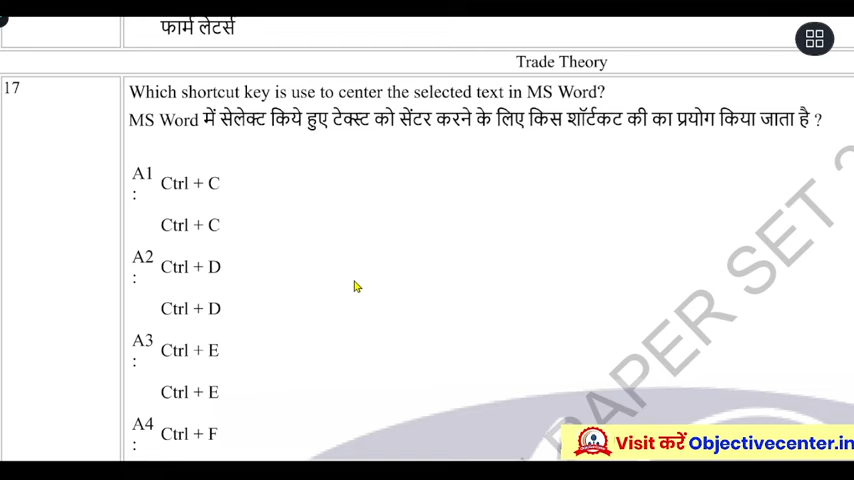 फार्म लेटर्स
Trade Theory
17
Which shortcut key is use to center the selected text in MS Word?
MS Word में सेलेक्ट किये हुए टेक्स्ट को सेंटर करने के लिए किस शॉर्टकट की का प्रयोग किया जाता है ?
A1 : Ctrl + C
Ctrl + C
A2 : Ctrl + D
Ctrl + D
A3 : Ctrl + E
Ctrl + E
A4 : Ctrl + F
PAPER SET
Visit करें Objectivecenter.in